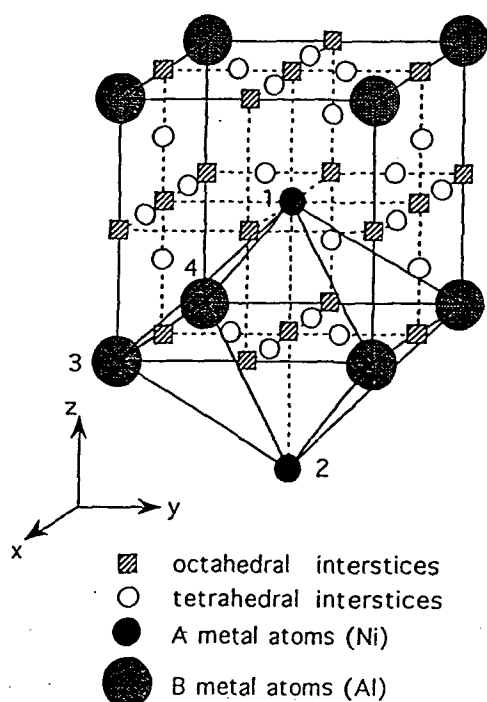 1
4
3
2
z
y
x
octahedral interstices
tetrahedral interstices
A metal atoms (Ni)
B metal atoms (Al)